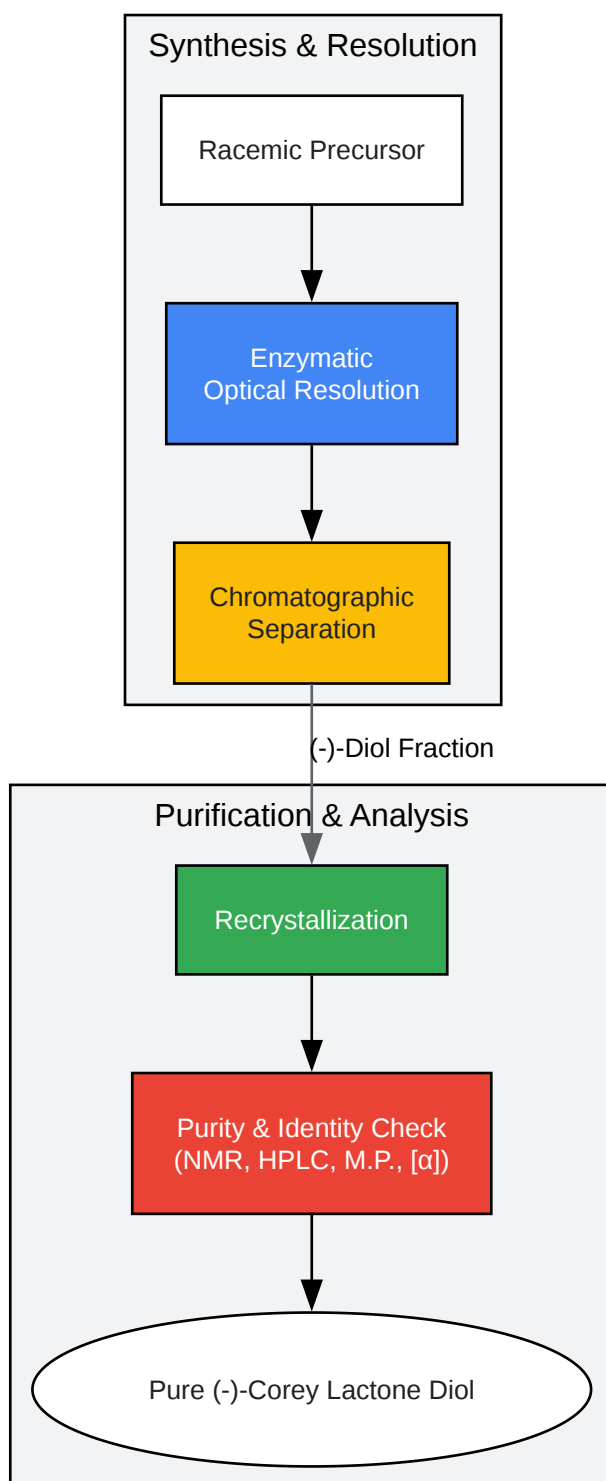 Synthesis & Resolution
Racemic Precursor
Enzymatic
Optical Resolution
Chromatographic
Separation
(-)-Diol Fraction
Purification & Analysis
Recrystallization
Purity & Identity Check
(NMR, HPLC, M.P., [α])
Pure (-)-Corey Lactone Diol